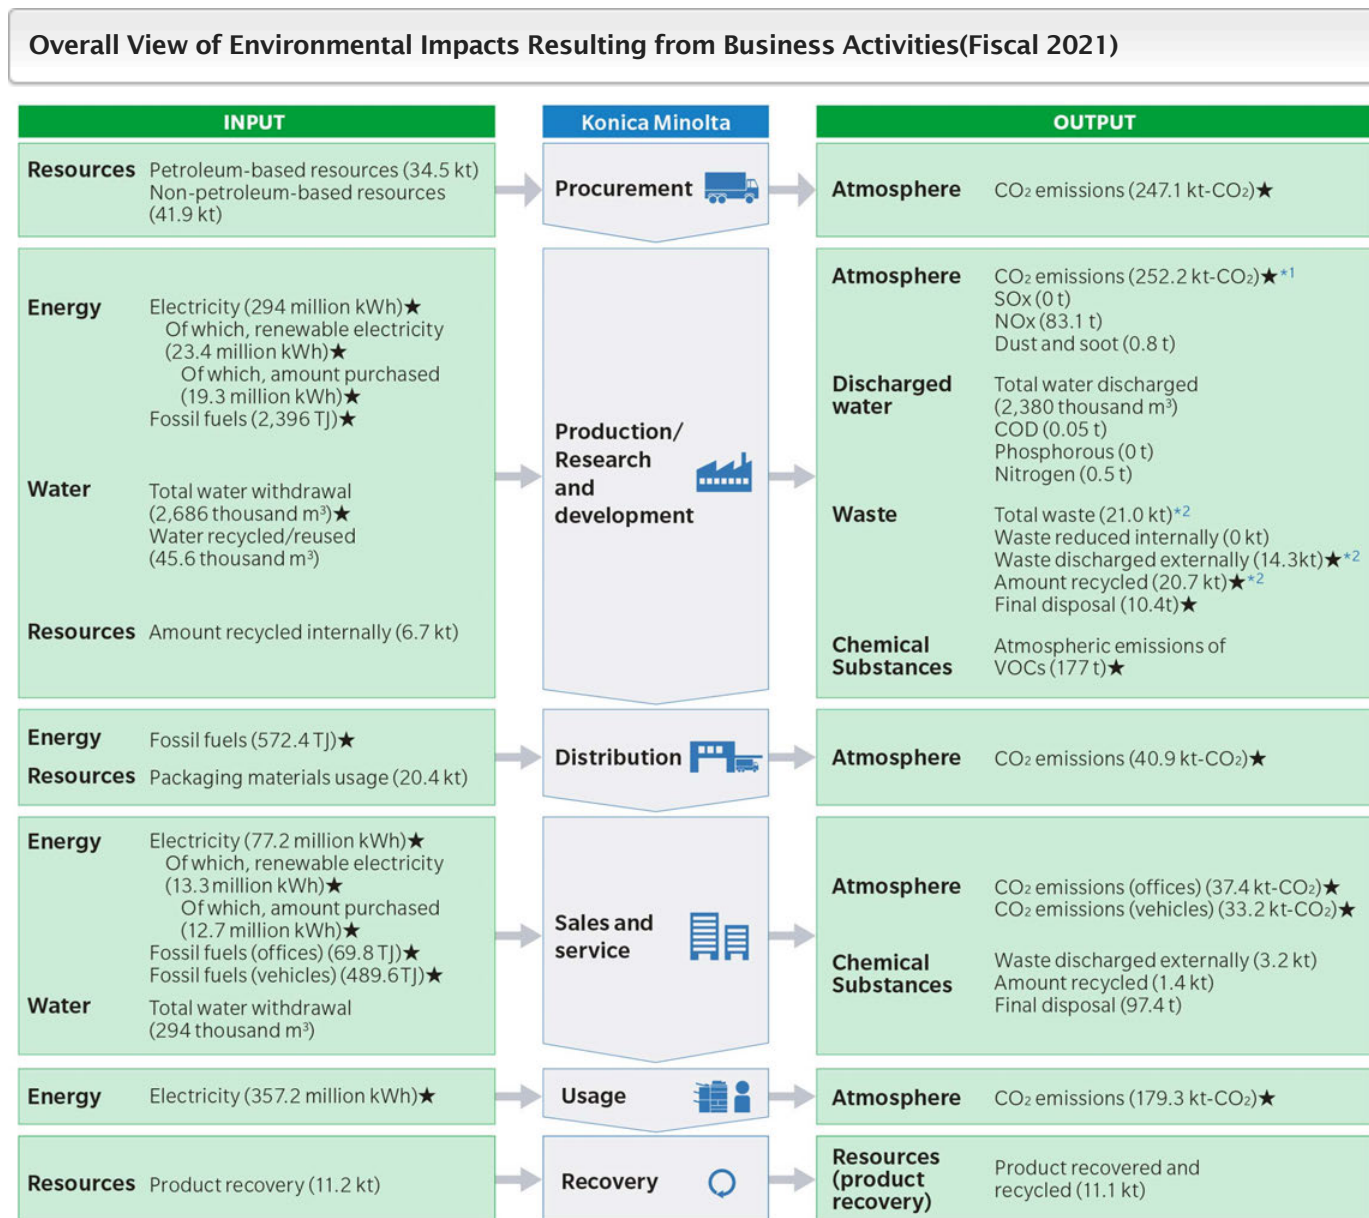 Overall View of Environmental Impacts Resulting from Business Activities(Fiscal 2021)
INPUT
Konica Minolta
OUTPUT
Resources
Petroleum-based resources (34.5 kt)
Non-petroleum-based resources
(41.9 kt)
Procurement
Atmosphere
CO₂ emissions (247.1 kt-CO₂)★
Energy
Electricity (294 million kWh)★
Of which, renewable electricity
(23.4 million kWh)★
Of which, amount purchased
(19.3 million kWh)★
Fossil fuels (2,396 TJ)★
Water
Total water withdrawal
(2,686 thousand m³)★
Water recycled/reused
(45.6 thousand m³)
Resources
Amount recycled internally (6.7 kt)
Production/
Research
and
development
Atmosphere
CO₂ emissions (252.2 kt-CO₂)★*1
SOx (0 t)
NOx (83.1 t)
Dust and soot (0.8 t)
Discharged
water
Total water discharged
(2,380 thousand m³)
COD (0.05 t)
Phosphorous (0 t)
Nitrogen (0.5 t)
Waste
Total waste (21.0 kt)*2
Waste reduced internally (0 kt)
Waste discharged externally (14.3kt)★*2
Amount recycled (20.7 kt)★*2
Final disposal (10.4t)★
Chemical
Substances
Atmospheric emissions of
VOCs (177 t)★
Energy
Fossil fuels (572.4 TJ)★
Resources
Packaging materials usage (20.4 kt)
Distribution
Atmosphere
CO₂ emissions (40.9 kt-CO₂)★
Energy
Electricity (77.2 million kWh)★
Of which, renewable electricity
(13.3 million kWh)★
Of which, amount purchased
(12.7 million kWh)★
Fossil fuels (offices) (69.8 TJ)★
Fossil fuels (vehicles) (489.6 TJ)★
Water
Total water withdrawal
(294 thousand m³)
Sales and
service
Atmosphere
CO₂ emissions (offices) (37.4 kt-CO₂)★
CO₂ emissions (vehicles) (33.2 kt-CO₂)★
Chemical
Substances
Waste discharged externally (3.2 kt)
Amount recycled (1.4 kt)
Final disposal (97.4 t)
Energy
Electricity (357.2 million kWh)★
Usage
Atmosphere
CO₂ emissions (179.3 kt-CO₂)★
Resources
Product recovery (11.2 kt)
Recovery
Resources
(product
recovery)
Product recovered and
recycled (11.1 kt)